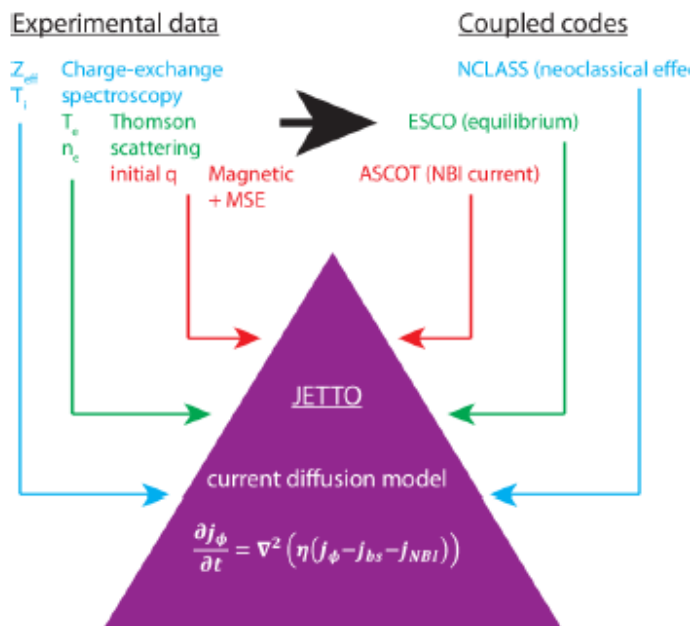 Experimental data
Coupled codes
Z_eff Charge-exchange
T_i spectroscopy
T_e Thomson
n_e scattering
initial q Magnetic
+ MSE
NCLASS (neoclassical effe
ESCO (equilibrium)
ASCOT (NBI current)
JETTO
current diffusion model
∂j_ϕ/∂t = ∇²(η(j_ϕ−j_bs−j_NBI))